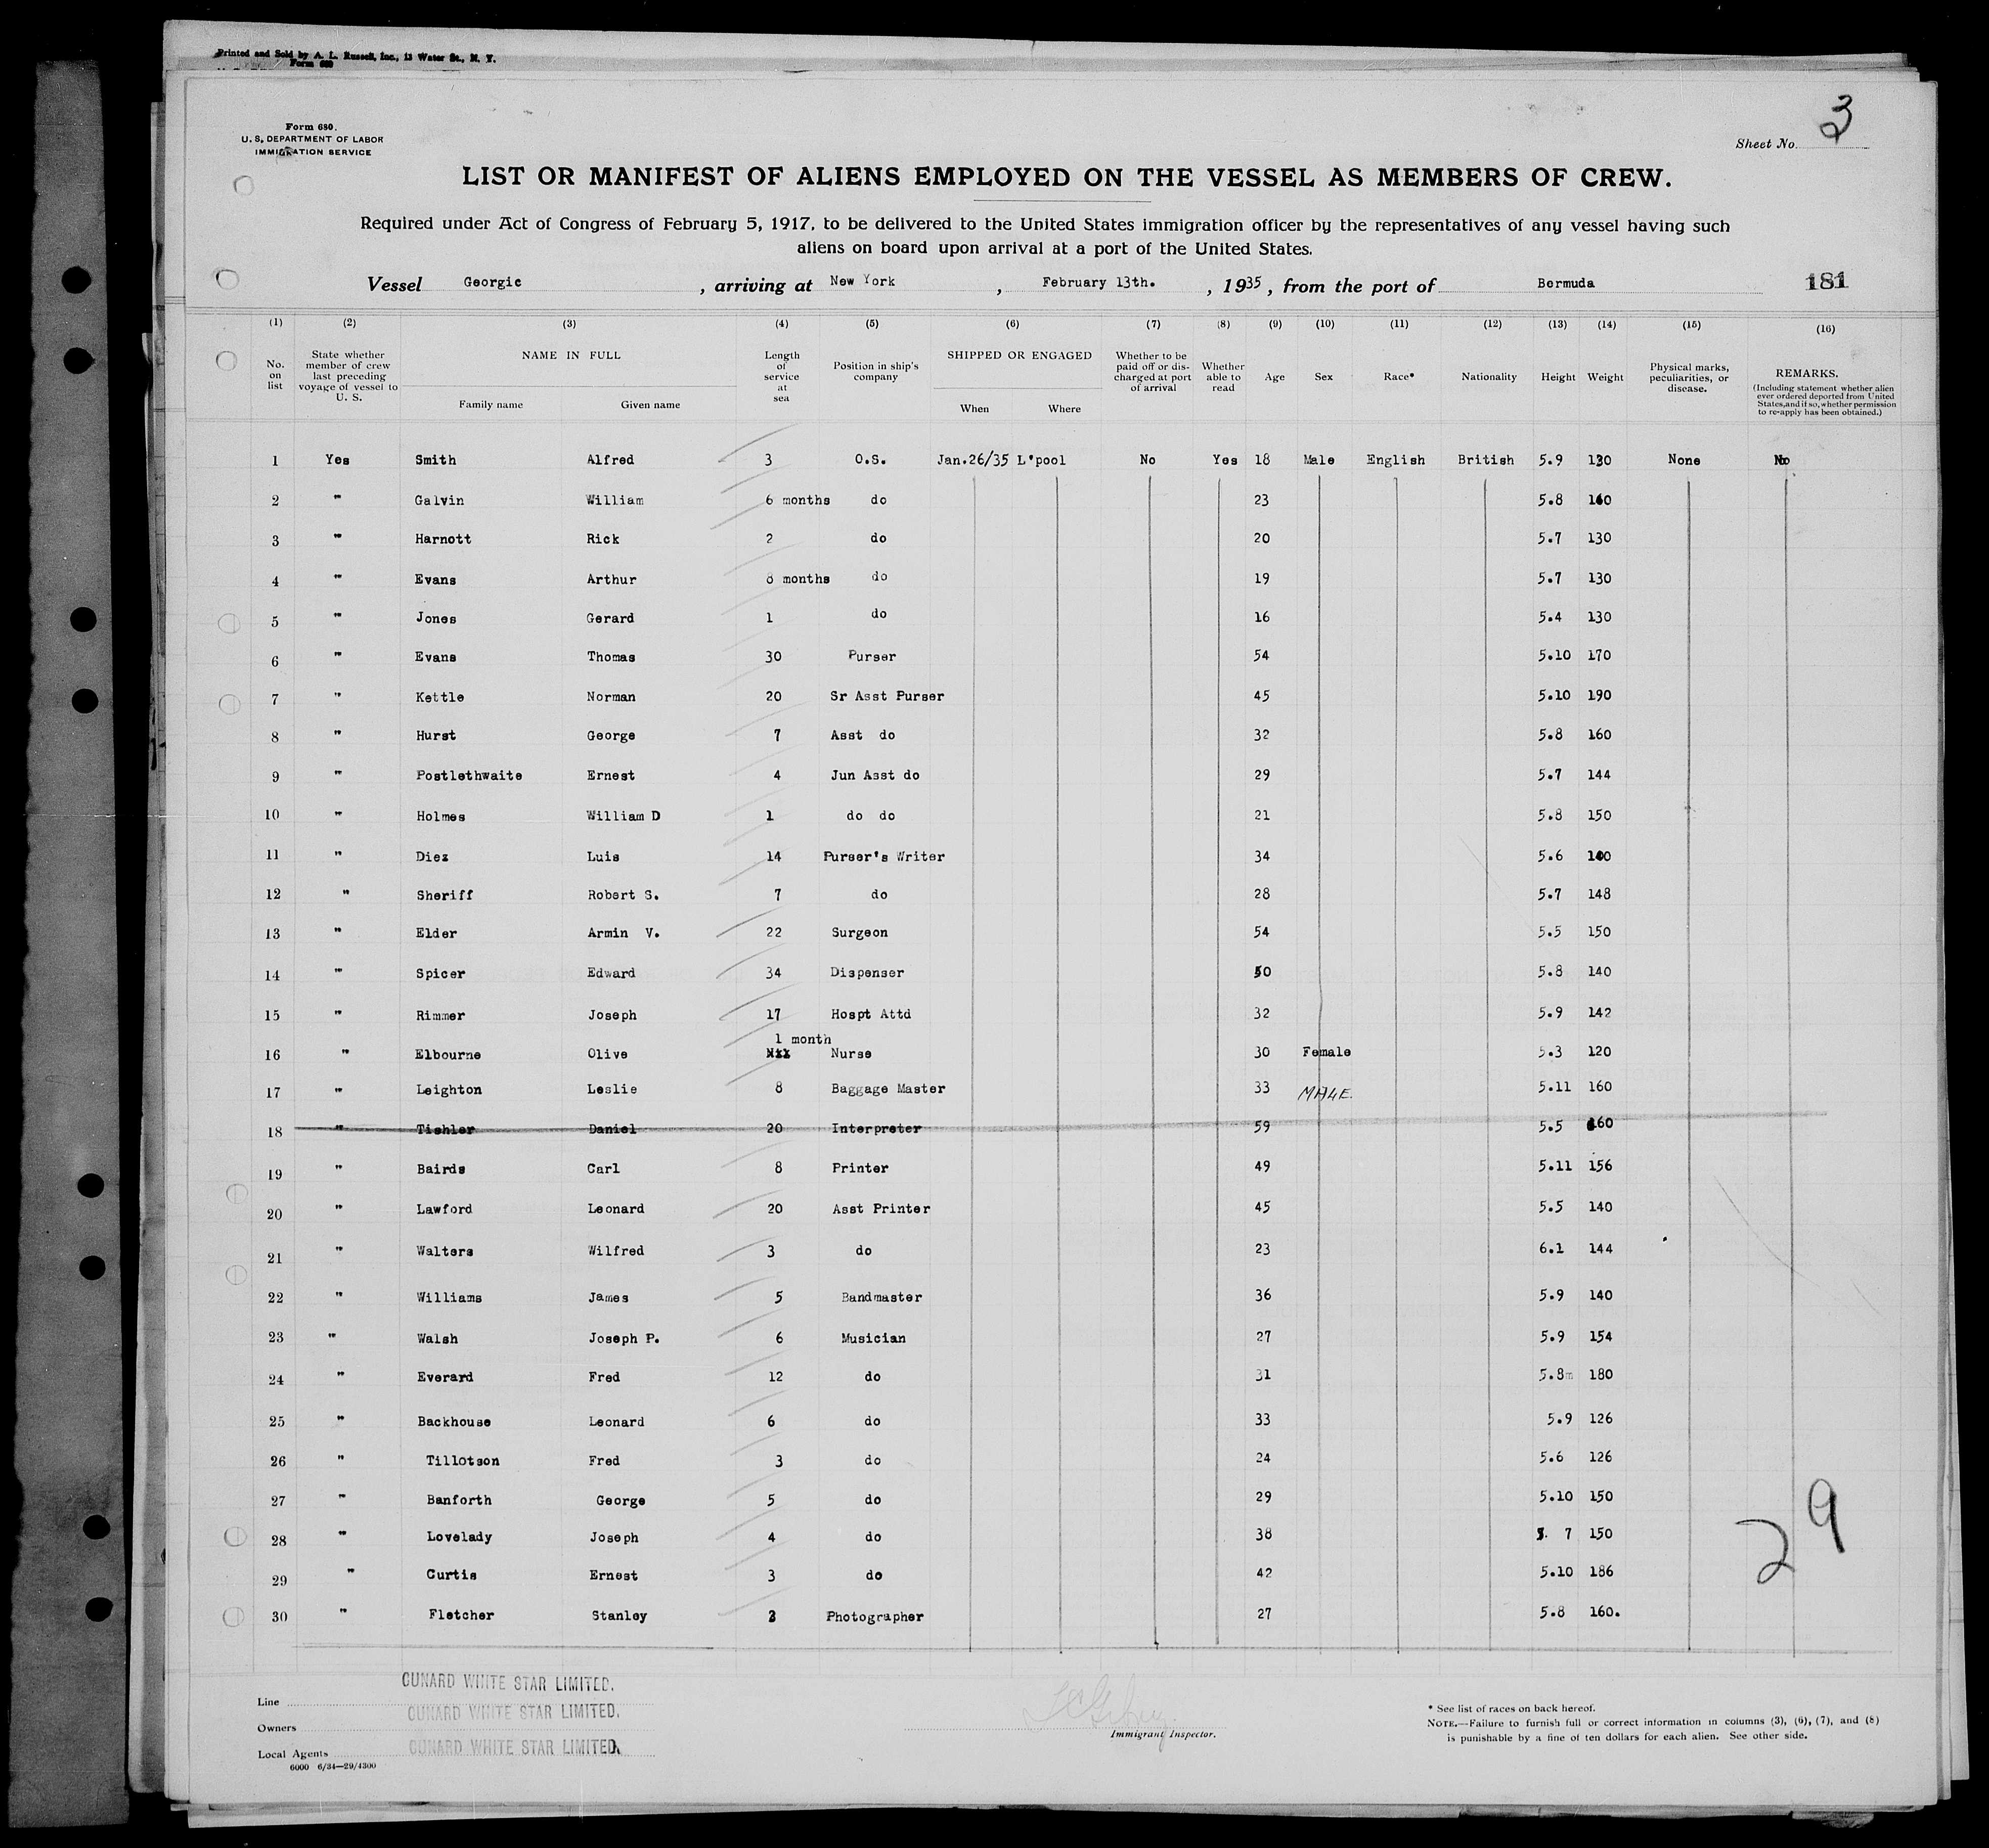 Printed and Sold by A. L. Russell, Inc., 13 Water St., N. Y.
Form 680
Form 680.
U. S. DEPARTMENT OF LABOR
IMMIGRATION SERVICE
Sheet No. 3
LIST OR MANIFEST OF ALIENS EMPLOYED ON THE VESSEL AS MEMBERS OF CREW.
Required under Act of Congress of February 5, 1917, to be delivered to the United States immigration officer by the representatives of any vessel having such
aliens on board upon arrival at a port of the United States.
Vessel Georgic , arriving at New York , February 13th. , 1935 , from the port of Bermuda 181
(1) (2) (3) (4) (5) (6) (7) (8) (9) (10) (11) (12) (13) (14) (15) (16)
No. on list State whether member of crew last preceding voyage of vessel to U. S. NAME IN FULL Family name Given name Length of service at sea Position in ship's company SHIPPED OR ENGAGED When Where Whether to be paid off or discharged at port of arrival Whether able to read Age Sex Race* Nationality Height Weight Physical marks, peculiarities, or disease. REMARKS. (Including statement whether alien ever ordered deported from United States, and if so, whether permission to re-apply has been obtained.)
1 Yes Smith Alfred 3 O.S. Jan.26/35 L'pool No Yes 18 Male English British 5.9 130 None No
2 " Galvin William 6 months do 23 5.8 160
3 " Harnott Rick 2 do 20 5.7 130
4 " Evans Arthur 8 months do 19 5.7 130
5 " Jones Gerard 1 do 16 5.4 130
6 " Evans Thomas 30 Purser 54 5.10 170
7 " Kettle Norman 20 Sr Asst Purser 45 5.10 190
8 " Hurst George 7 Asst do 32 5.8 160
9 " Postlethwaite Ernest 4 Jun Asst do 29 5.7 144
10 " Holmes William D 1 do do 21 5.8 150
11 " Diez Luis 14 Purser's Writer 34 5.6
12 " Sheriff Robert S. 7 do 28 5.7 148
13 " Elder Armin V. 22 Surgeon 54 5.5 150
14 " Spicer Edward 34 Dispenser 50 5.8 140
15 " Rimmer Joseph 17 Hospt Attd 32 5.9 142
16 " Elbourne Olive 1 month Nurse 30 Female 5.3 120
17 " Leighton Leslie 8 Baggage Master 33 MALE. 5.11 160
18 " Tishler Daniel 20 Interpreter 59 5.5 160
19 " Bairds Carl 8 Printer 49 5.11 156
20 " Lawford Leonard 20 Asst Printer 45 5.5 140
21 " Walters Wilfred 3 do 23 6.1 144
22 " Williams James 5 Bandmaster 36 5.9 140
23 " Walsh Joseph P. 6 Musician 27 5.9 154
24 " Everard Fred 12 do 31 5.8m 180
25 " Backhouse Leonard 6 do 33 5.9 126
26 " Tillotson Fred 3 do 24 5.6 126
27 " Banforth George 5 do 29 5.10 150
28 " Lovelady Joseph 4 do 38 5. 7 150
29 " Curtis Ernest 3 do 42 5.10 186
30 " Fletcher Stanley Photographer 27 5.8 160.
29
Line CUNARD WHITE STAR LIMITED.
Owners CUNARD WHITE STAR LIMITED.
Local Agents CUNARD WHITE STAR LIMITED.
6000 6/34—29/4300
Immigrant Inspector.
* See list of races on back hereof.
NOTE.—Failure to furnish full or correct information in columns (3), (6), (7), and (8)
is punishable by a fine of ten dollars for each alien. See other side.